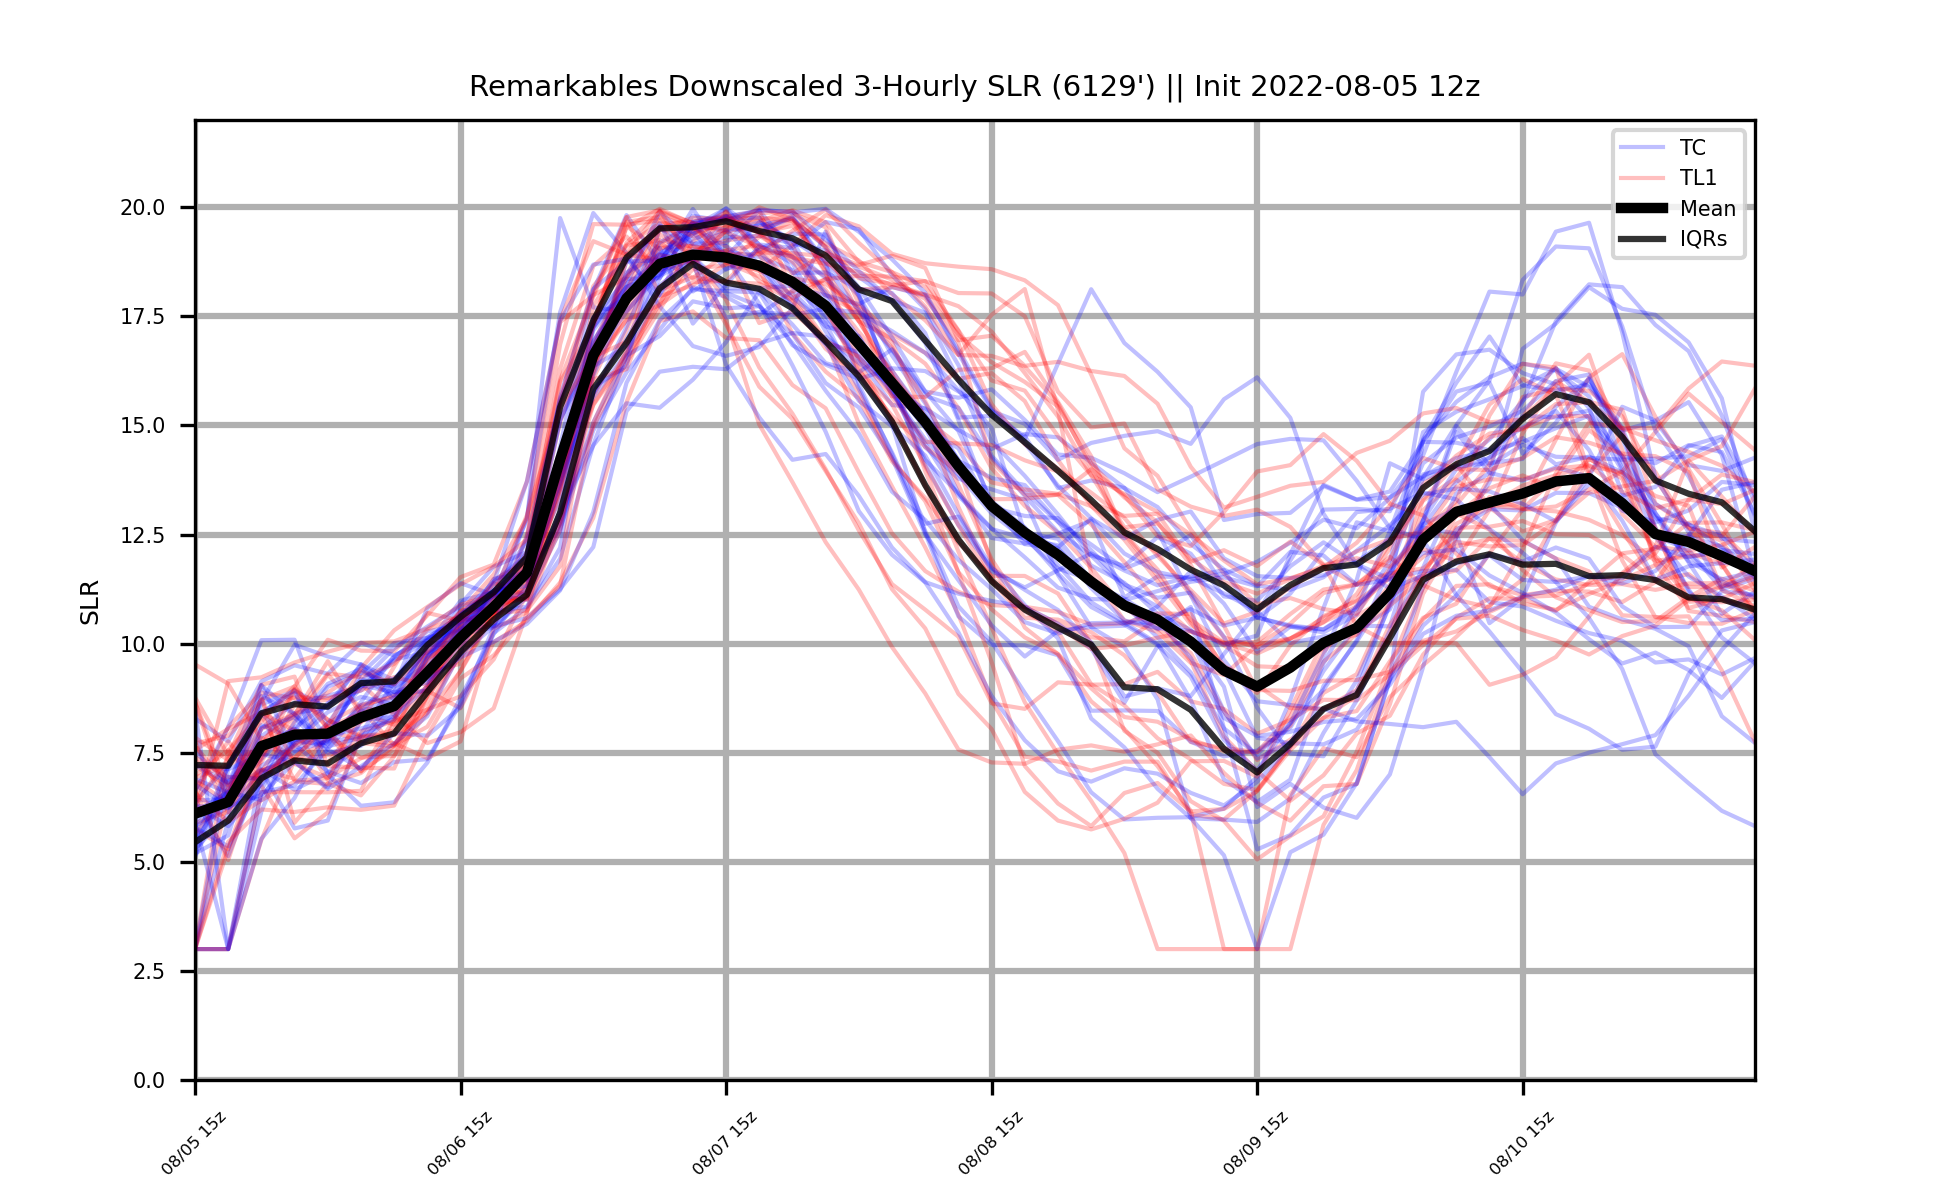 Remarkables Downscaled 3-Hourly SLR (6129') || Init 2022-08-05 12z
TC
TL1
Mean
IQRs
20.0
17.5
15.0
12.5
10.0
7.5
5.0
2.5
0.0
SLR
08/05 15z
08/06 15z
08/07 15z
08/08 15z
08/09 15z
08/10 15z